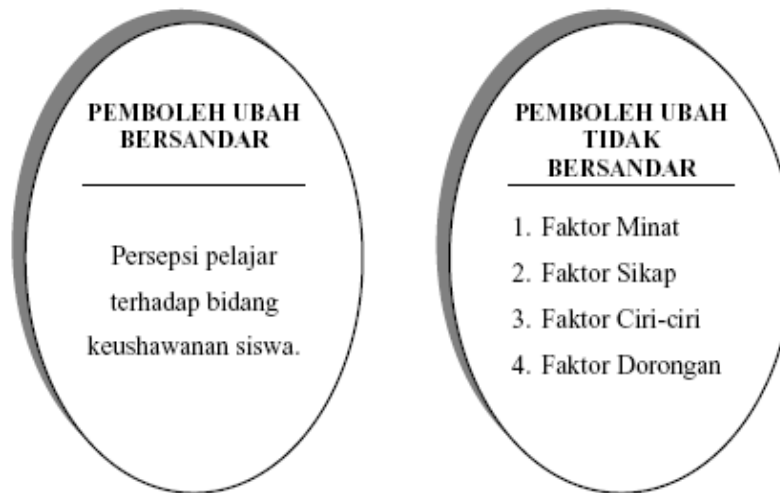 PEMBOLEH UBAH
BERSANDAR
Persepsi pelajar
terhadap bidang
keushawanan siswa.
PEMBOLEH UBAH
TIDAK
BERSANDAR
1. Faktor Minat
2. Faktor Sikap
3. Faktor Ciri-ciri
4. Faktor Dorongan